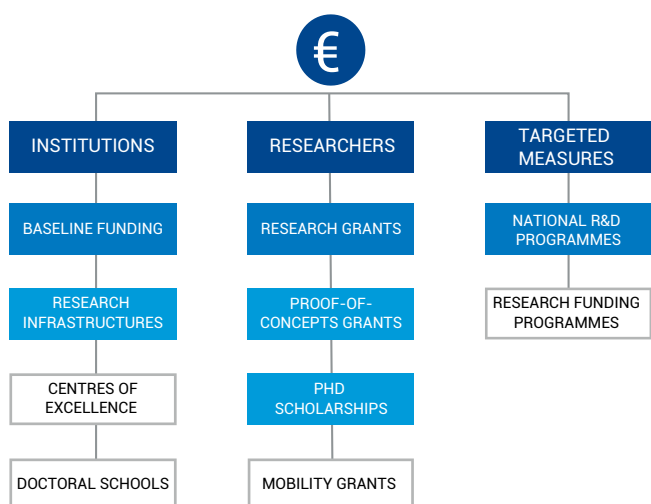 €
INSTITUTIONS
BASELINE FUNDING
RESEARCH
INFRASTRUCTURES
CENTRES OF
EXCELLENCE
DOCTORAL SCHOOLS
RESEARCHERS
RESEARCH GRANTS
PROOF-OF-
CONCEPTS GRANTS
PHD
SCHOLARSHIPS
MOBILITY GRANTS
TARGETED
MEASURES
NATIONAL R&D
PROGRAMMES
RESEARCH FUNDING
PROGRAMMES